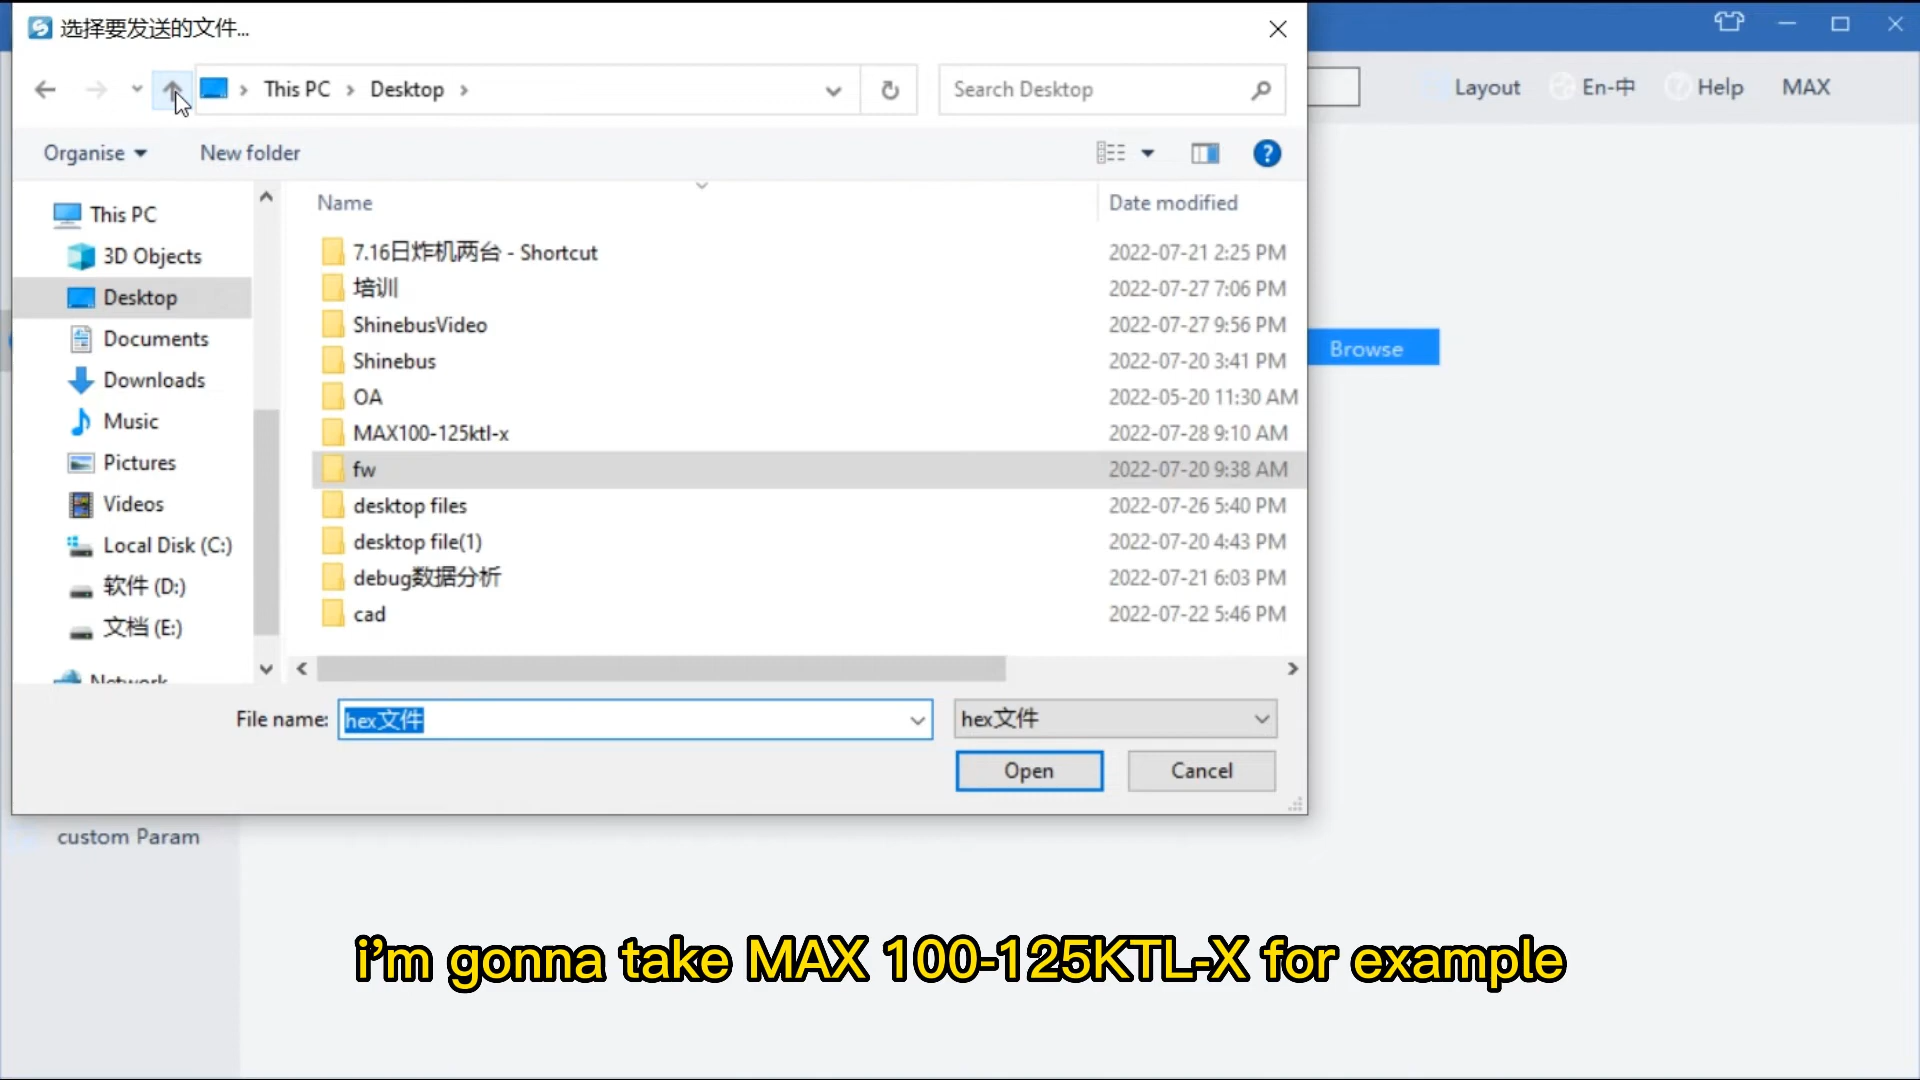 选择要发送的文件...
This PC
Desktop
Search Desktop
Layout
En-中
Help
MAX
Organise
New folder
Name
Date modified
This PC
3D Objects
Desktop
Documents
Downloads
Music
Pictures
Videos
Local Disk (C:)
软件 (D:)
文档 (E:)
Network
7.16日炸机两台 - Shortcut 2022-07-21 2:25 PM
培训 2022-07-27 7:06 PM
ShinebusVideo 2022-07-27 9:56 PM
Shinebus 2022-07-20 3:41 PM
OA 2022-05-20 11:30 AM
MAX100-125ktl-x 2022-07-28 9:10 AM
fw 2022-07-20 9:38 AM
desktop files 2022-07-26 5:40 PM
desktop file(1) 2022-07-20 4:43 PM
debug数据分析 2022-07-21 6:03 PM
cad 2022-07-22 5:46 PM
Browse
File name: hex文件
hex文件
Open
Cancel
custom Param
i'm gonna take MAX 100-125KTL-X for example